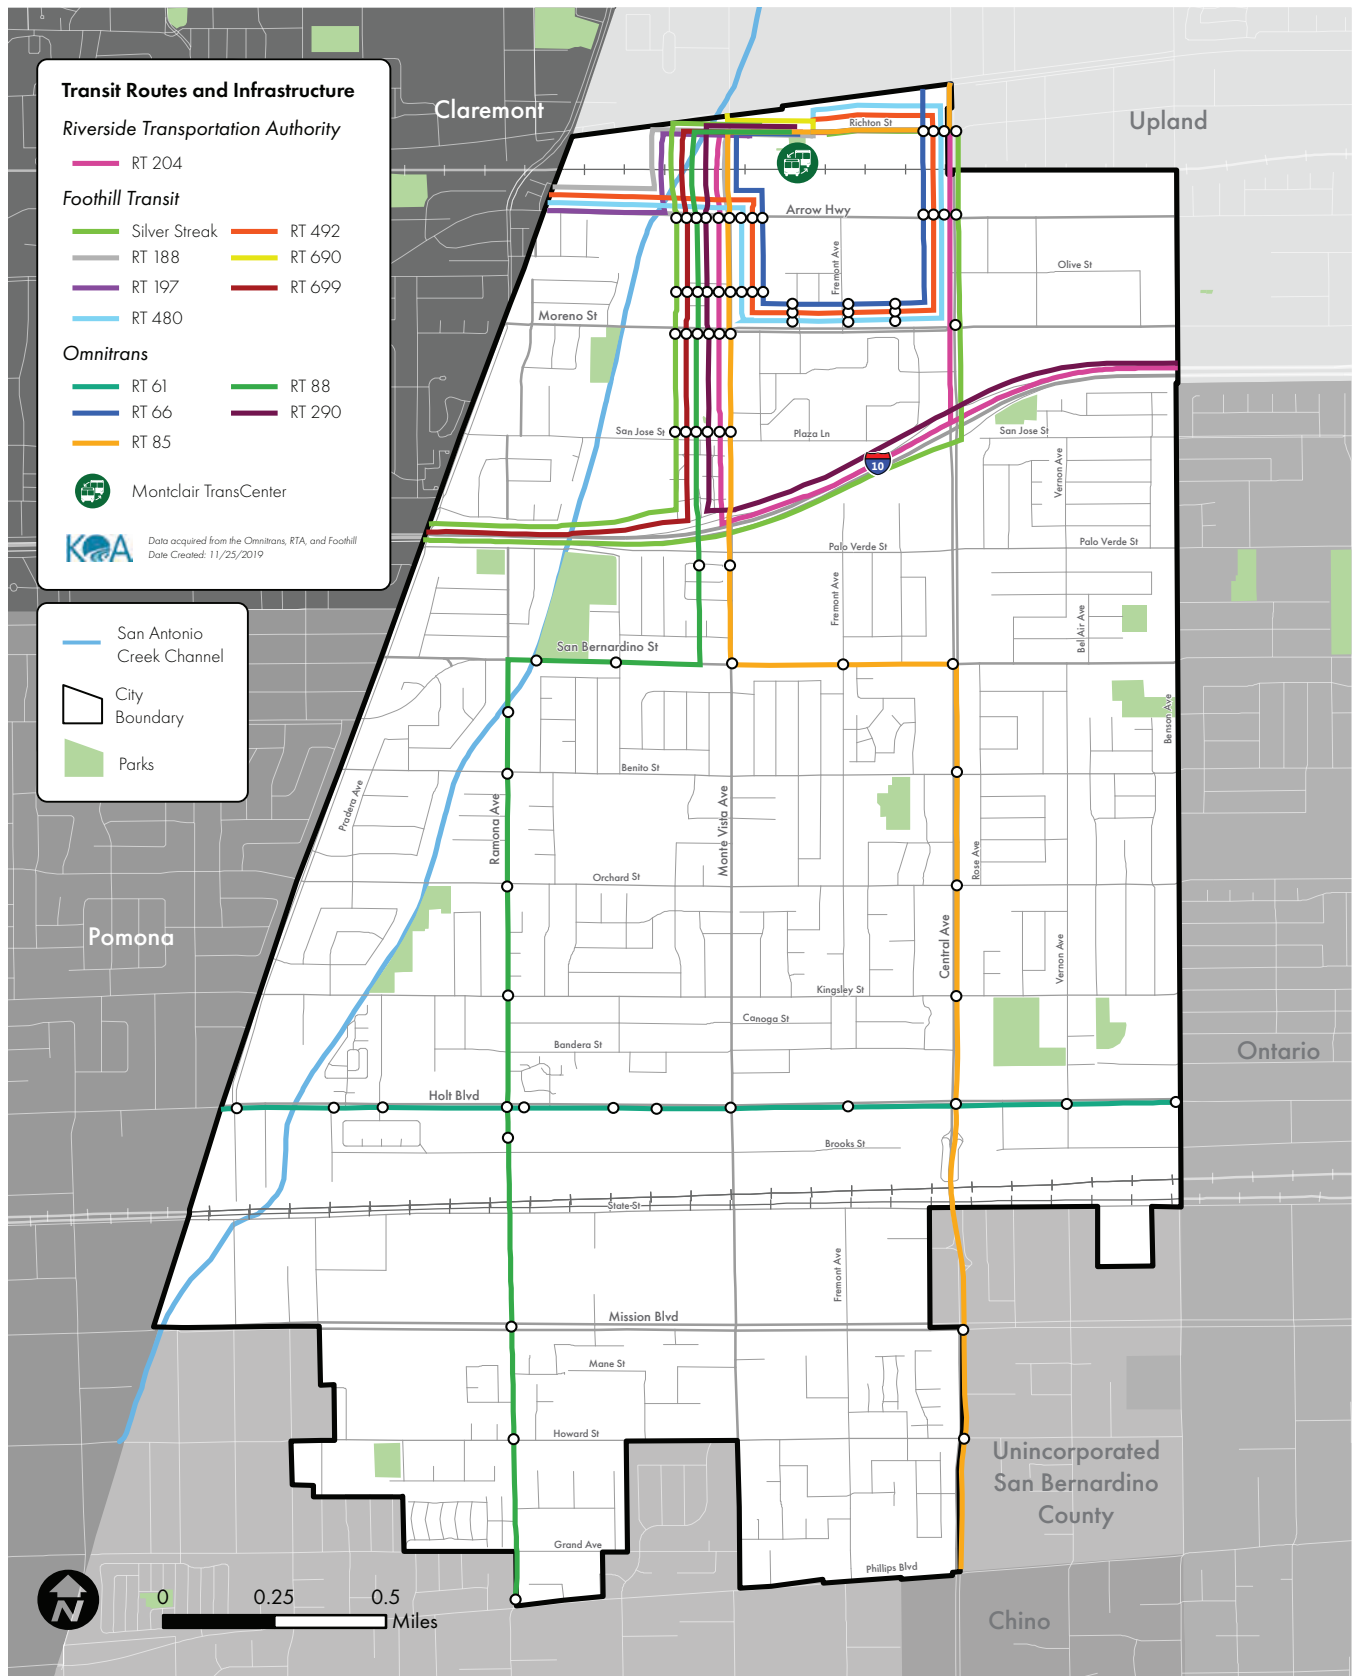 Transit Routes and Infrastructure
Riverside Transportation Authority
RT 204
Foothill Transit
Silver Streak
RT 492
RT 188
RT 690
RT 197
RT 699
RT 480
Omnitrans
RT 61
RT 88
RT 66
RT 290
RT 85
Montclair TransCenter
KOA
Data acquired from the Omnitrans, RTA, and Foothill
Date Created: 11/25/2019
San Antonio
Creek Channel
City
Boundary
Parks
Claremont
Upland
Richton St
Arrow Hwy
Fremont Ave
Olive St
Moreno St
San Jose St
Plaza Ln
San Jose St
10
Vernon Ave
Palo Verde St
Palo Verde St
Fremont Ave
Bel Air Ave
San Bernardino St
Benson Ave
Benito St
Pradera Ave
Ramona Ave
Monte Vista Ave
Rose Ave
Orchard St
Pomona
Central Ave
Vernon Ave
Kingsley St
Canoga St
Bandera St
Ontario
Holt Blvd
Brooks St
State St
Fremont Ave
Mission Blvd
Mane St
Howard St
Unincorporated
San Bernardino
County
Grand Ave
Phillips Blvd
Chino
N
0 0.25 0.5
Miles